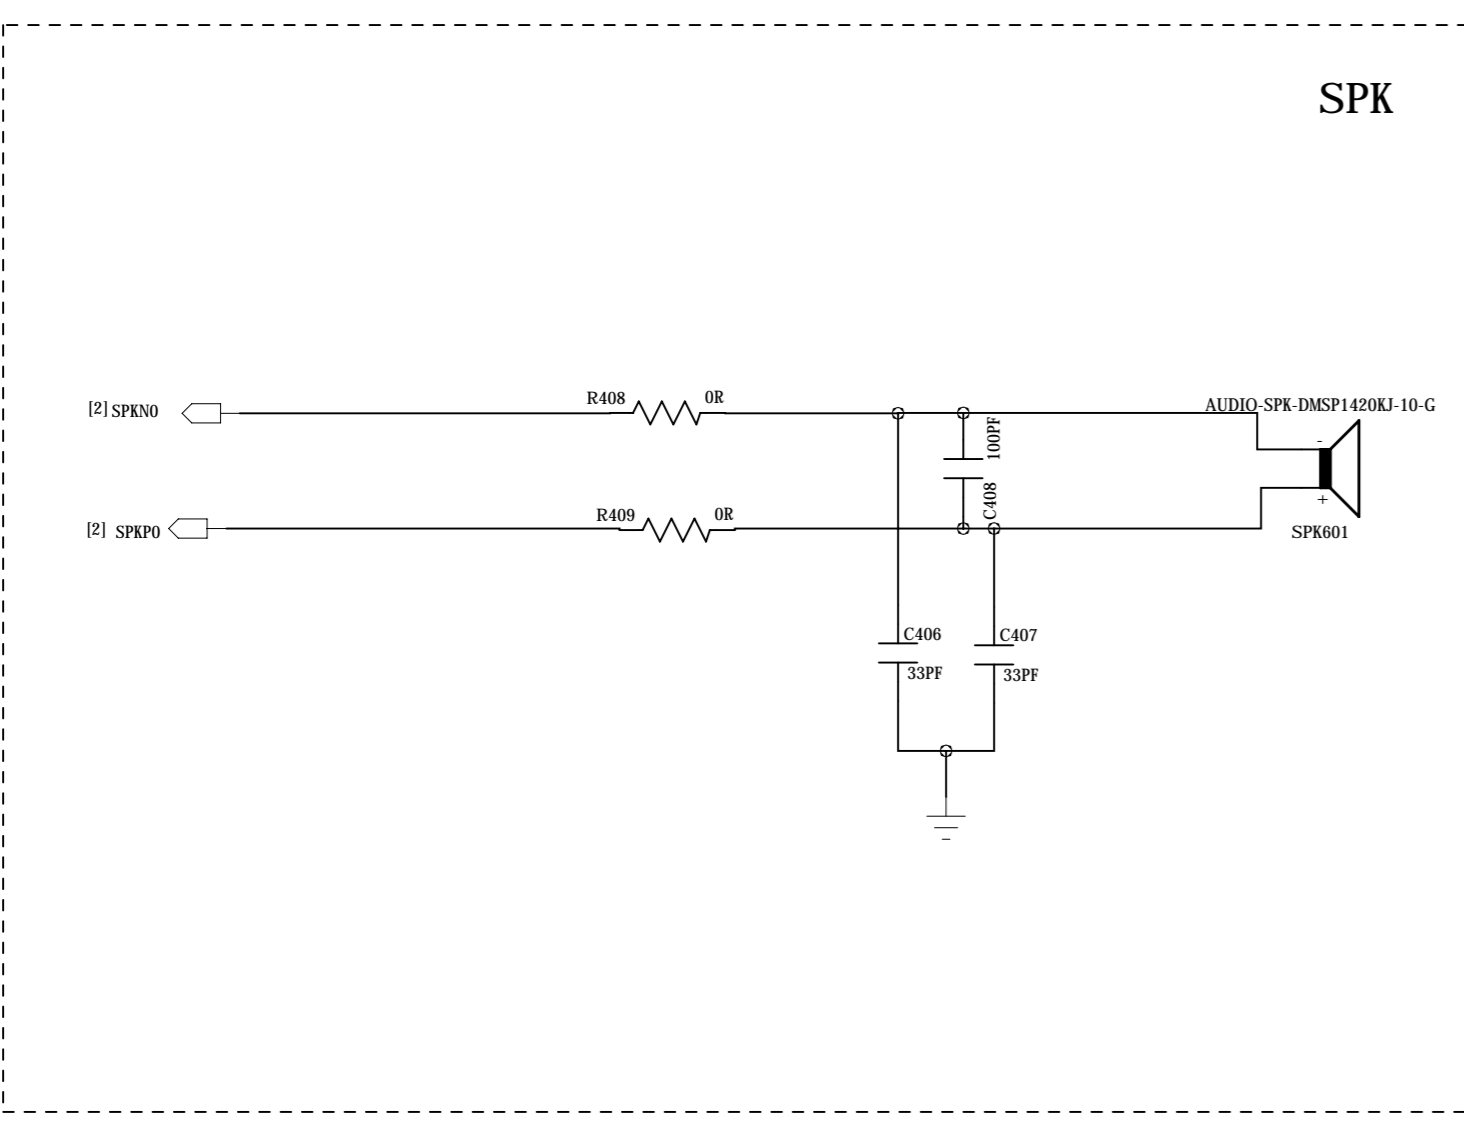 SPK
[2] SPKN0
R408
0R
AUDIO-SPK-DMSP1420KJ-10-G
-
100PF
C408
+
[2] SPKP0
R409
0R
SPK601
C406
33PF
C407
33PF